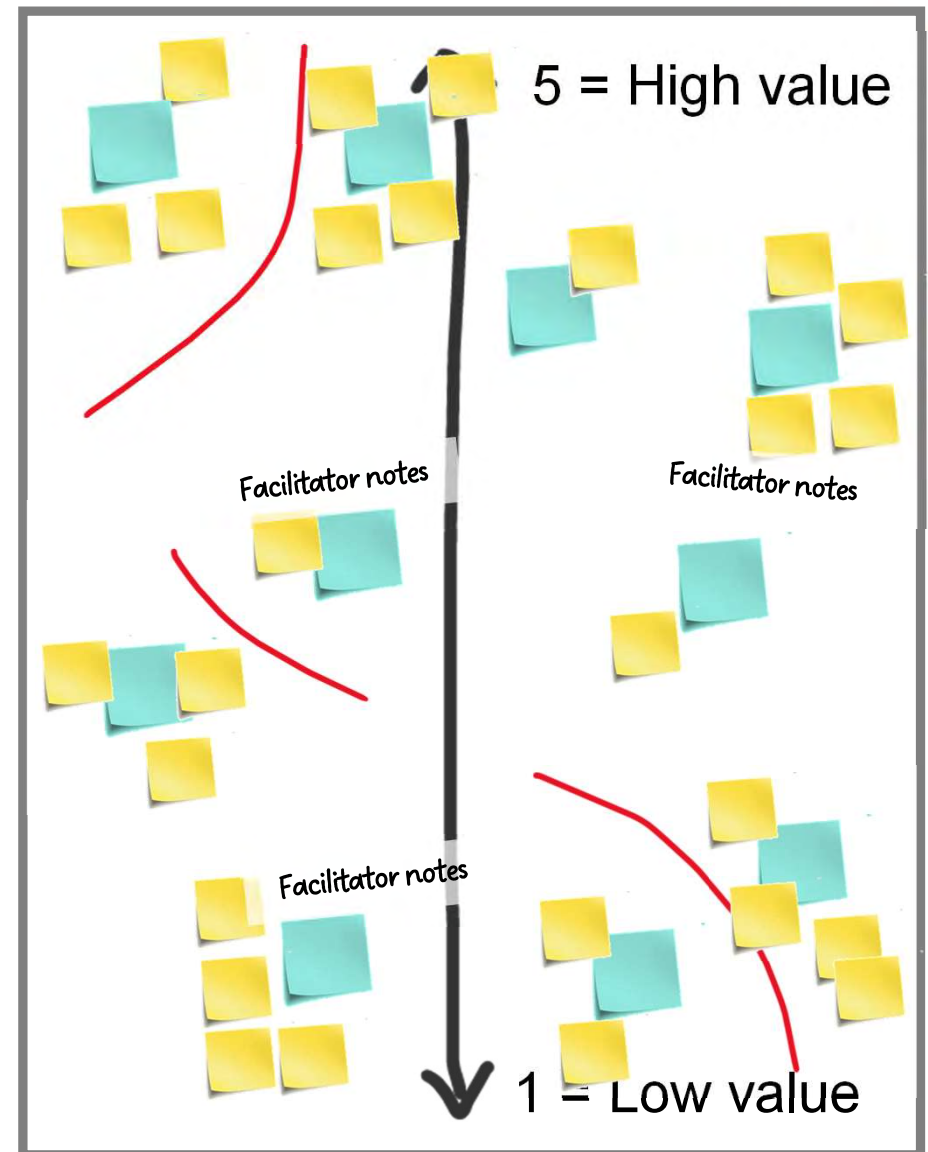 5 = High value
Facilitator notes
Facilitator notes
Facilitator notes
1 = Low value